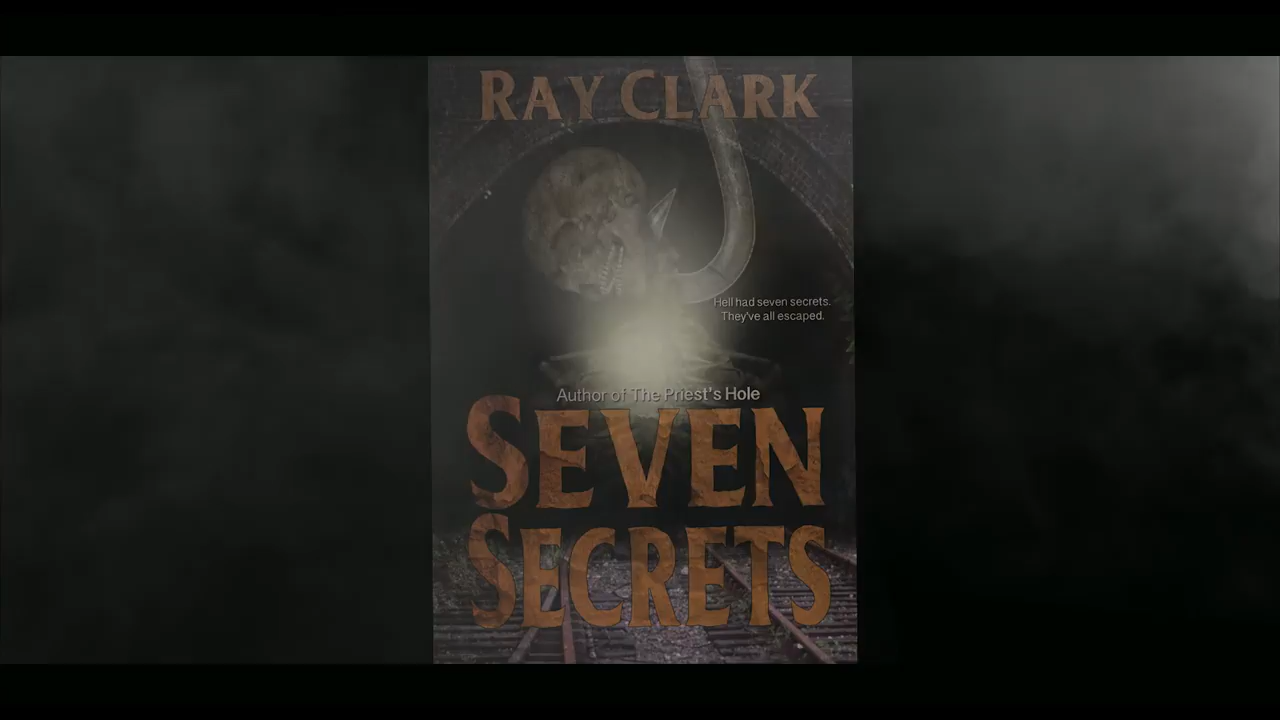 RAY CLARK
Hell had seven secrets.
They've all escaped.
Author of The Priest's Hole
SEVEN
SECRETS